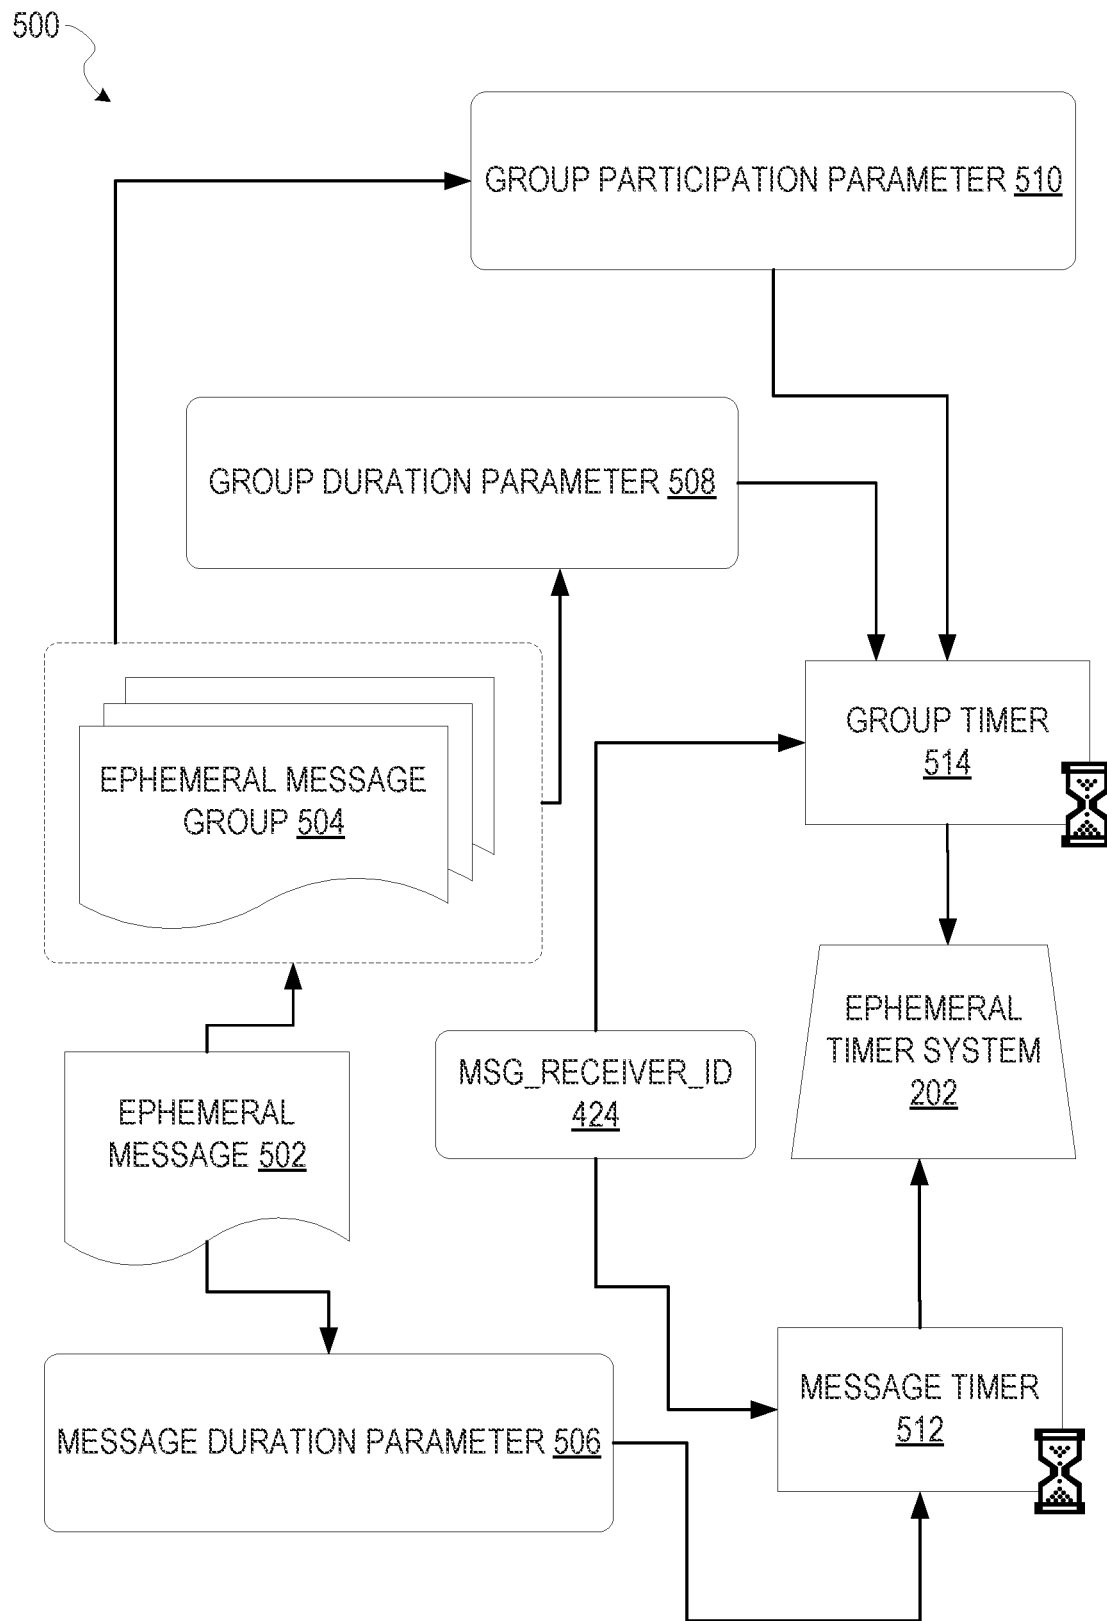 500
GROUP PARTICIPATION PARAMETER 510
GROUP DURATION PARAMETER 508
GROUP TIMER
514
EPHEMERAL MESSAGE
GROUP 504
EPHEMERAL
TIMER SYSTEM
202
MSG_RECEIVER_ID
424
EPHEMERAL
MESSAGE 502
MESSAGE TIMER
512
MESSAGE DURATION PARAMETER 506